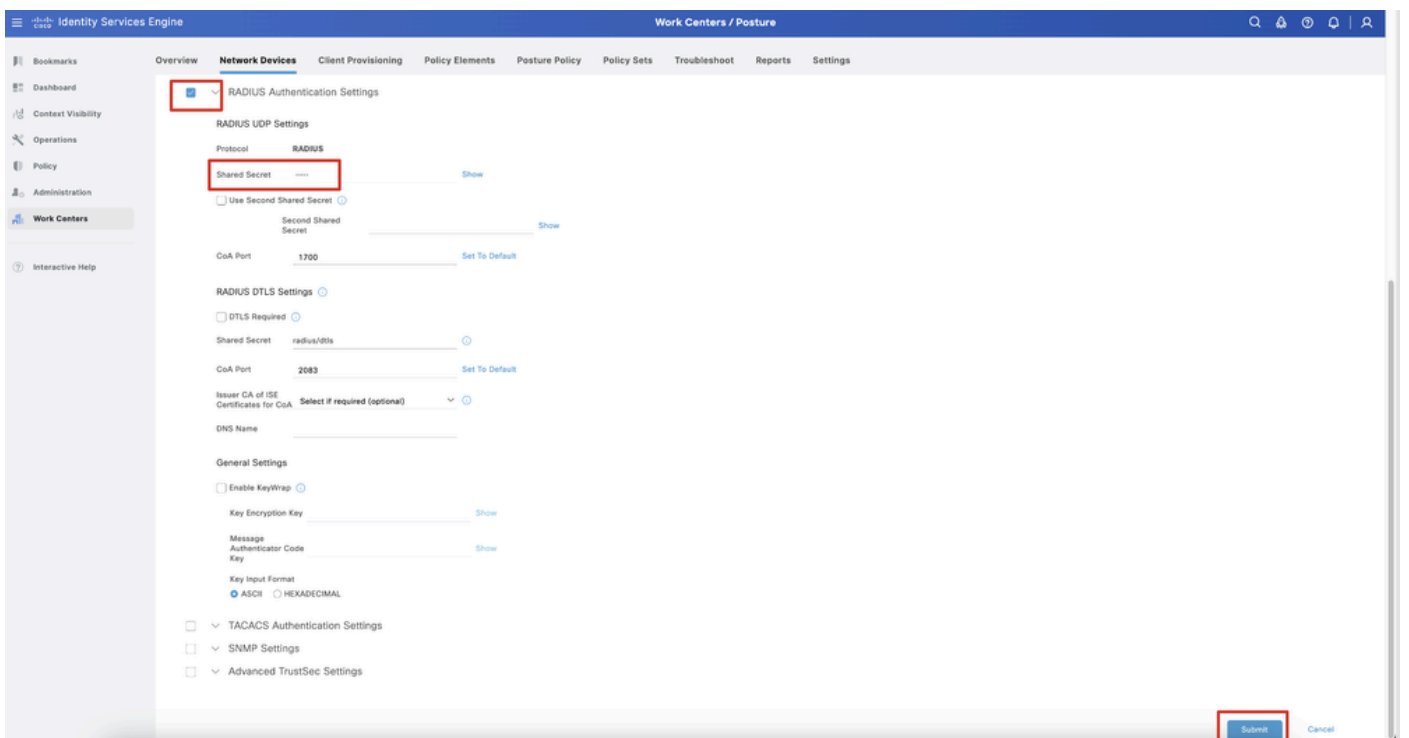 cisco Identity Services Engine
Work Centers / Posture
Bookmarks
Dashboard
Context Visibility
Operations
Policy
Administration
Work Centers
Interactive Help
Overview Network Devices Client Provisioning Policy Elements Posture Policy Policy Sets Troubleshoot Reports Settings
RADIUS Authentication Settings
RADIUS UDP Settings
Protocol RADIUS
Shared Secret ····· Show
Use Second Shared Secret
Second Shared
Secret
Show
CoA Port 1700 Set To Default
RADIUS DTLS Settings
DTLS Required
Shared Secret radius/dtls
CoA Port 2083 Set To Default
Issuer CA of ISE
Certificates for CoA Select if required (optional)
DNS Name
General Settings
Enable KeyWrap
Key Encryption Key Show
Message
Authenticator Code Show
Key
Key Input Format
ASCII HEXADECIMAL
TACACS Authentication Settings
SNMP Settings
Advanced TrustSec Settings
Submit Cancel